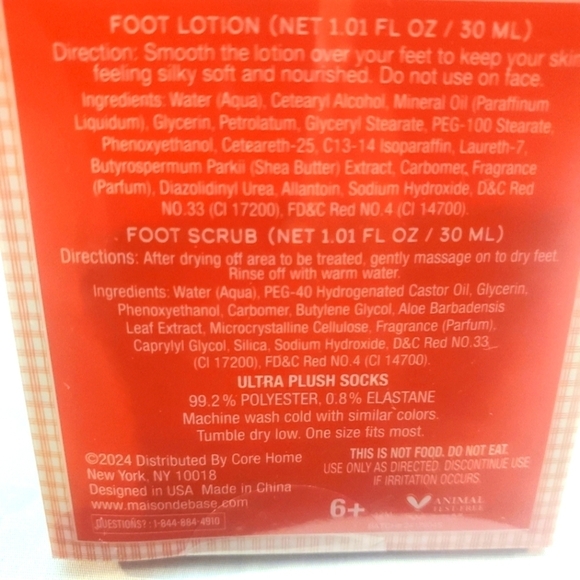 FOOT LOTION (NET 1.01 FL OZ / 30 ML)
Direction: Smooth the lotion over your feet to keep your skin
feeling silky soft and nourished. Do not use on face.
Ingredients: Water (Aqua), Cetearyl Alcohol, Mineral Oil (Paraffinum
Liquidum), Glycerin, Petrolatum, Glyceryl Stearate, PEG-100 Stearate,
Phenoxyethanol, Ceteareth-25, C13-14 Isoparaffin, Laureth-7,
Butyrospermum Parkii (Shea Butter) Extract, Carbomer, Fragrance
(Parfum), Diazolidinyl Urea, Allantoin, Sodium Hydroxide, D&C Red
NO.33 (CI 17200), FD&C Red NO.4 (CI 14700).
FOOT SCRUB (NET 1.01 FL OZ / 30 ML)
Directions: After drying off area to be treated, gently massage on to dry feet.
Rinse off with warm water.
Ingredients: Water (Aqua), PEG-40 Hydrogenated Castor Oil, Glycerin,
Phenoxyethanol, Carbomer, Butylene Glycol, Aloe Barbadensis
Leaf Extract, Microcrystalline Cellulose, Fragrance (Parfum),
Caprylyl Glycol, Silica, Sodium Hydroxide, D&C Red NO.33
(CI 17200), FD&C Red NO.4 (CI 14700).
ULTRA PLUSH SOCKS
99.2% POLYESTER, 0.8% ELASTANE
Machine wash cold with similar colors.
Tumble dry low. One size fits most.
THIS IS NOT FOOD. DO NOT EAT.
USE ONLY AS DIRECTED. DISCONTINUE USE
IF IRRITATION OCCURS.
©2024 Distributed By Core Home
New York, NY 10018
Designed in USA Made in China
www.maisondebase.com
QUESTIONS?: 1-844-664-4910
6+
ANIMAL
TEST-FREE